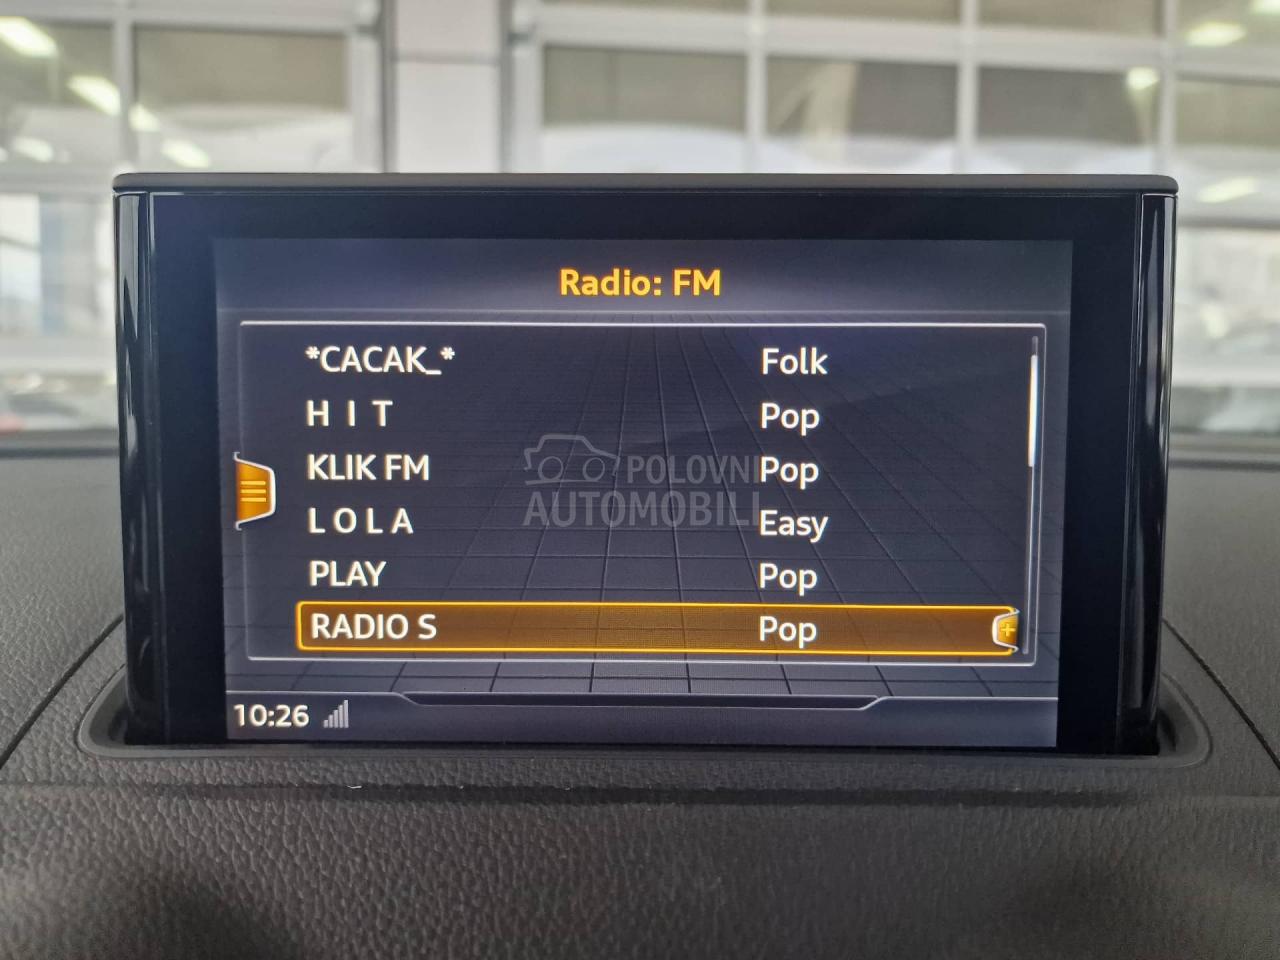 Radio: FM
*CACAK_* Folk
H I T Pop
KLIK FM Pop
L O L A Easy
PLAY Pop
RADIO S Pop
POLOVNI
AUTOMOBILI
10:26